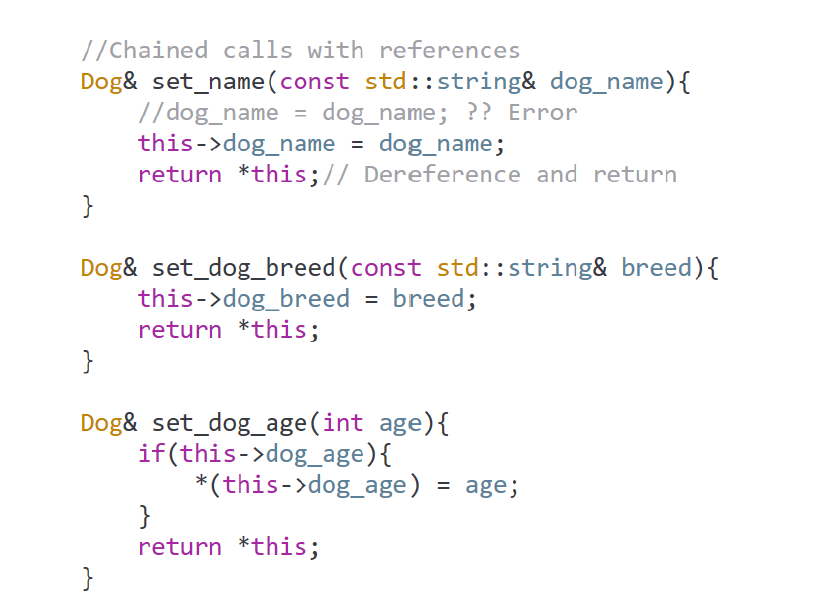 //Chained calls with references
Dog& set_name(const std::string& dog_name){
    //dog_name = dog_name; ?? Error
    this->dog_name = dog_name;
    return *this;// Dereference and return
}

Dog& set_dog_breed(const std::string& breed){
    this->dog_breed = breed;
    return *this;
}

Dog& set_dog_age(int age){
    if(this->dog_age){
        *(this->dog_age) = age;
    }
    return *this;
}